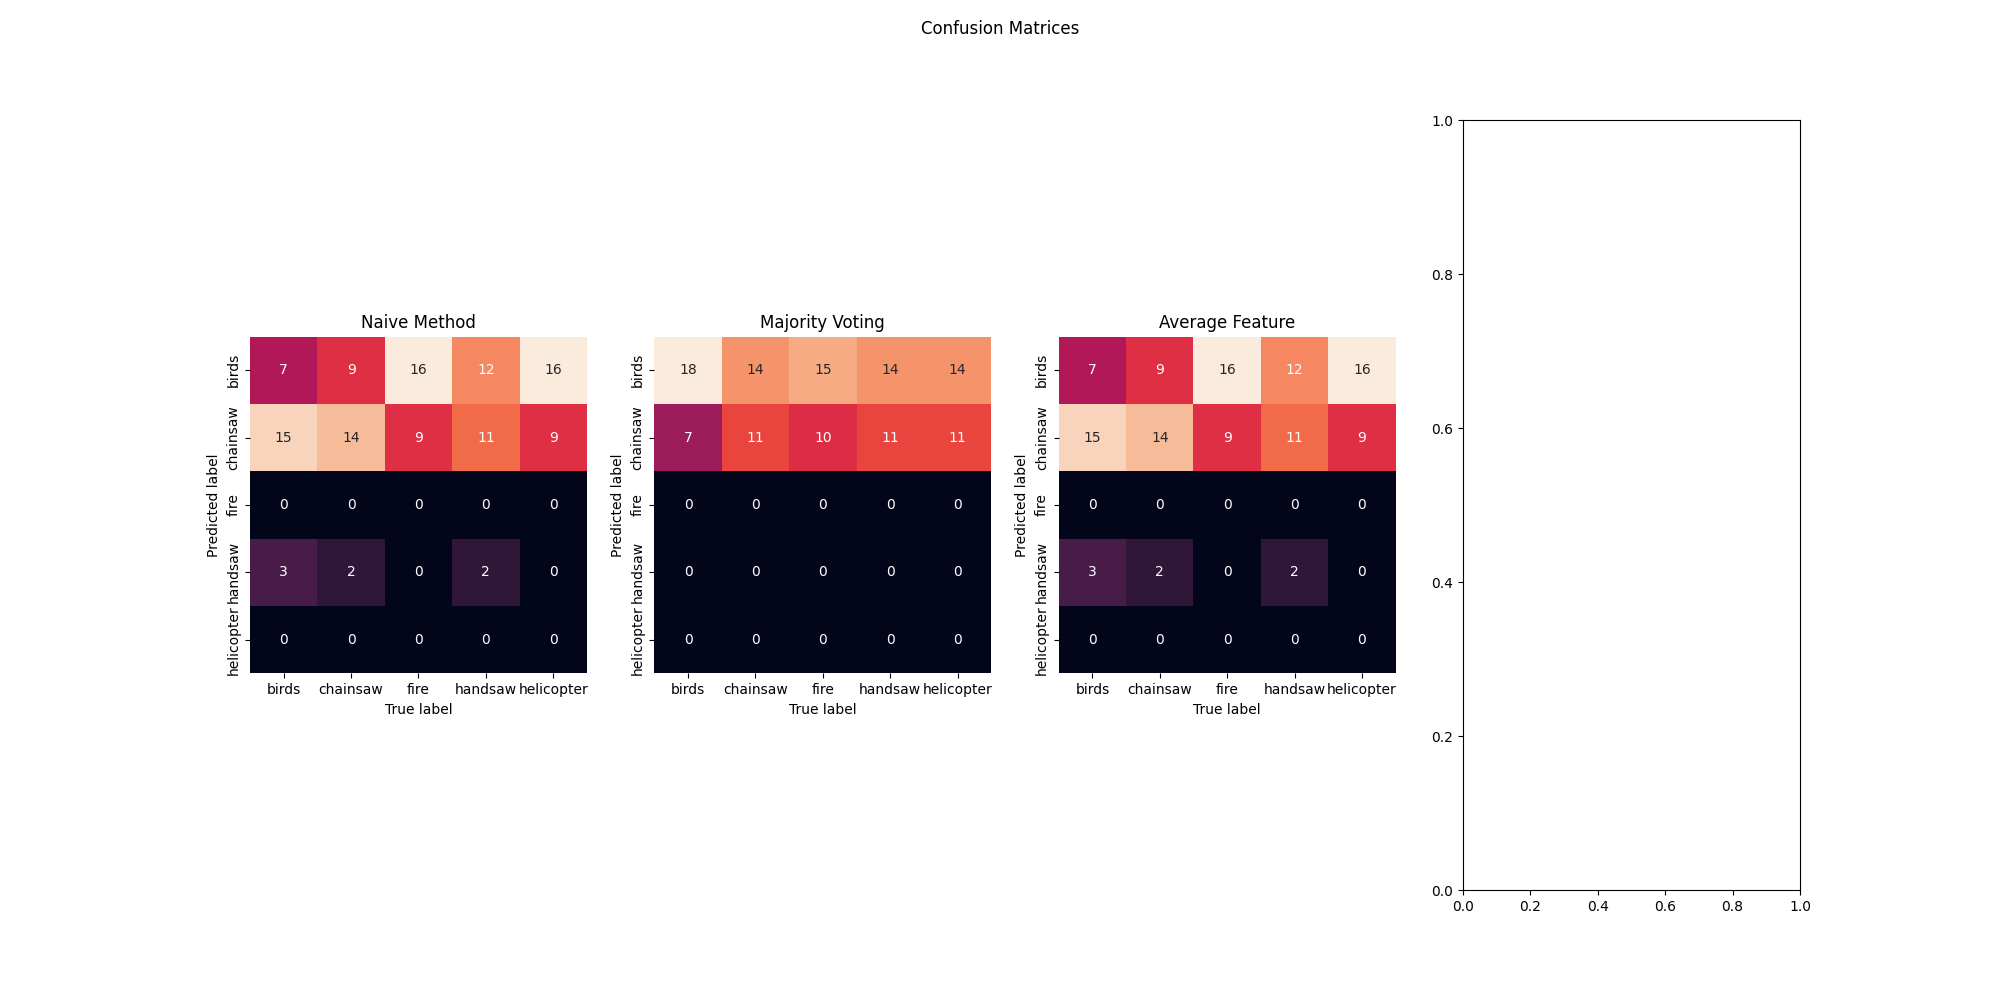 Confusion Matrices
Naive Method
Predicted label
birds 7 9 16 12 16
chainsaw 15 14 9 11 9
fire 0 0 0 0 0
handsaw 3 2 0 2 0
helicopter 0 0 0 0 0
birds chainsaw fire handsaw helicopter
True label
Majority Voting
Predicted label
birds 18 14 15 14 14
chainsaw 7 11 10 11 11
fire 0 0 0 0 0
handsaw 0 0 0 0 0
helicopter 0 0 0 0 0
birds chainsaw fire handsaw helicopter
True label
Average Feature
Predicted label
birds 7 9 16 12 16
chainsaw 15 14 9 11 9
fire 0 0 0 0 0
handsaw 3 2 0 2 0
helicopter 0 0 0 0 0
birds chainsaw fire handsaw helicopter
True label
1.0
0.8
0.6
0.4
0.2
0.0
0.0 0.2 0.4 0.6 0.8 1.0